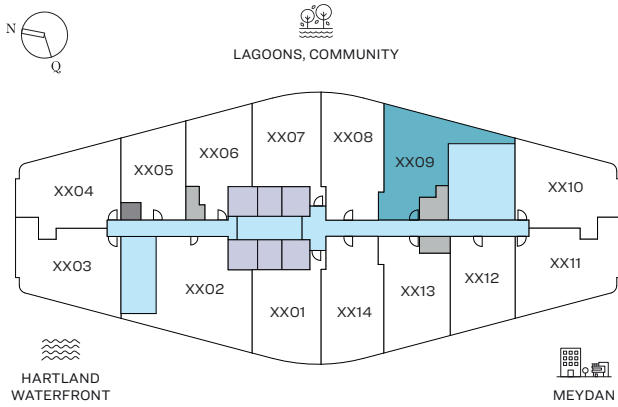 N
Q
LAGOONS, COMMUNITY
XX07
XX08
XX06
XX05
XX09
XX04
XX10
XX03
XX02
XX01
XX14
XX13
XX12
XX11
HARTLAND
WATERFRONT
MEYDAN